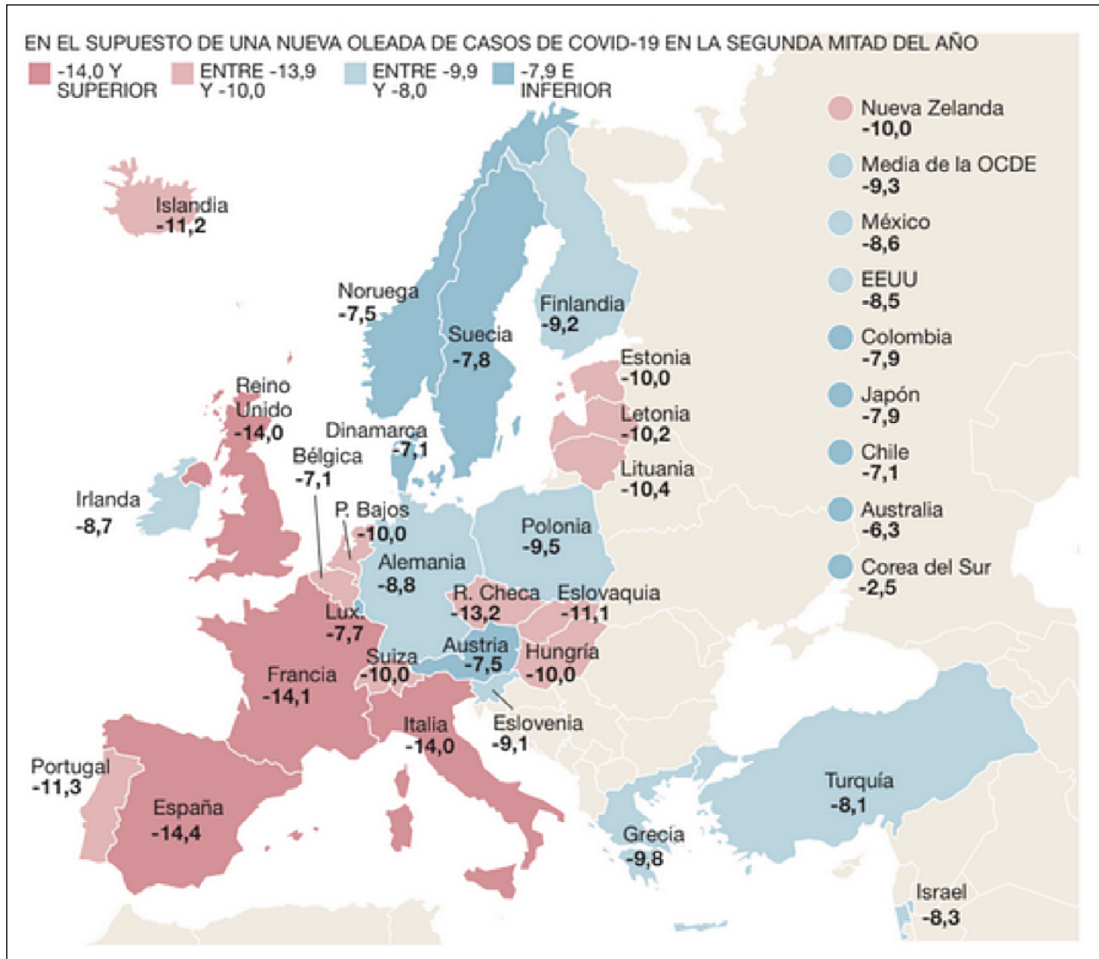 EN EL SUPUESTO DE UNA NUEVA OLEADA DE CASOS DE COVID-19 EN LA SEGUNDA MITAD DEL AÑO
-14,0 Y
SUPERIOR
ENTRE -13,9
Y -10,0
ENTRE -9,9
Y -8,0
-7,9 E
INFERIOR
Nueva Zelanda
-10,0
Media de la OCDE
-9,3
México
-8,6
EEUU
-8,5
Colombia
-7,9
Japón
-7,9
Chile
-7,1
Australia
-6,3
Corea del Sur
-2,5
Islandia
-11,2
Noruega
-7,5
Suecia
-7,8
Finlandia
-9,2
Estonia
-10,0
Letonia
-10,2
Lituania
-10,4
Reino
Unido
-14,0
Dinamarca
-7,1
Bélgica
-7,1
Irlanda
-8,7
P. Bajos
-10,0
Alemania
-8,8
Polonia
-9,5
R. Checa
-13,2
Eslovaquia
-11,1
Lux.
-7,7
Austria
-7,5
Hungría
-10,0
Suiza
-10,0
Francia
-14,1
Italia
-14,0
Eslovenia
-9,1
Portugal
-11,3
España
-14,4
Grecia
-9,8
Turquía
-8,1
Israel
-8,3